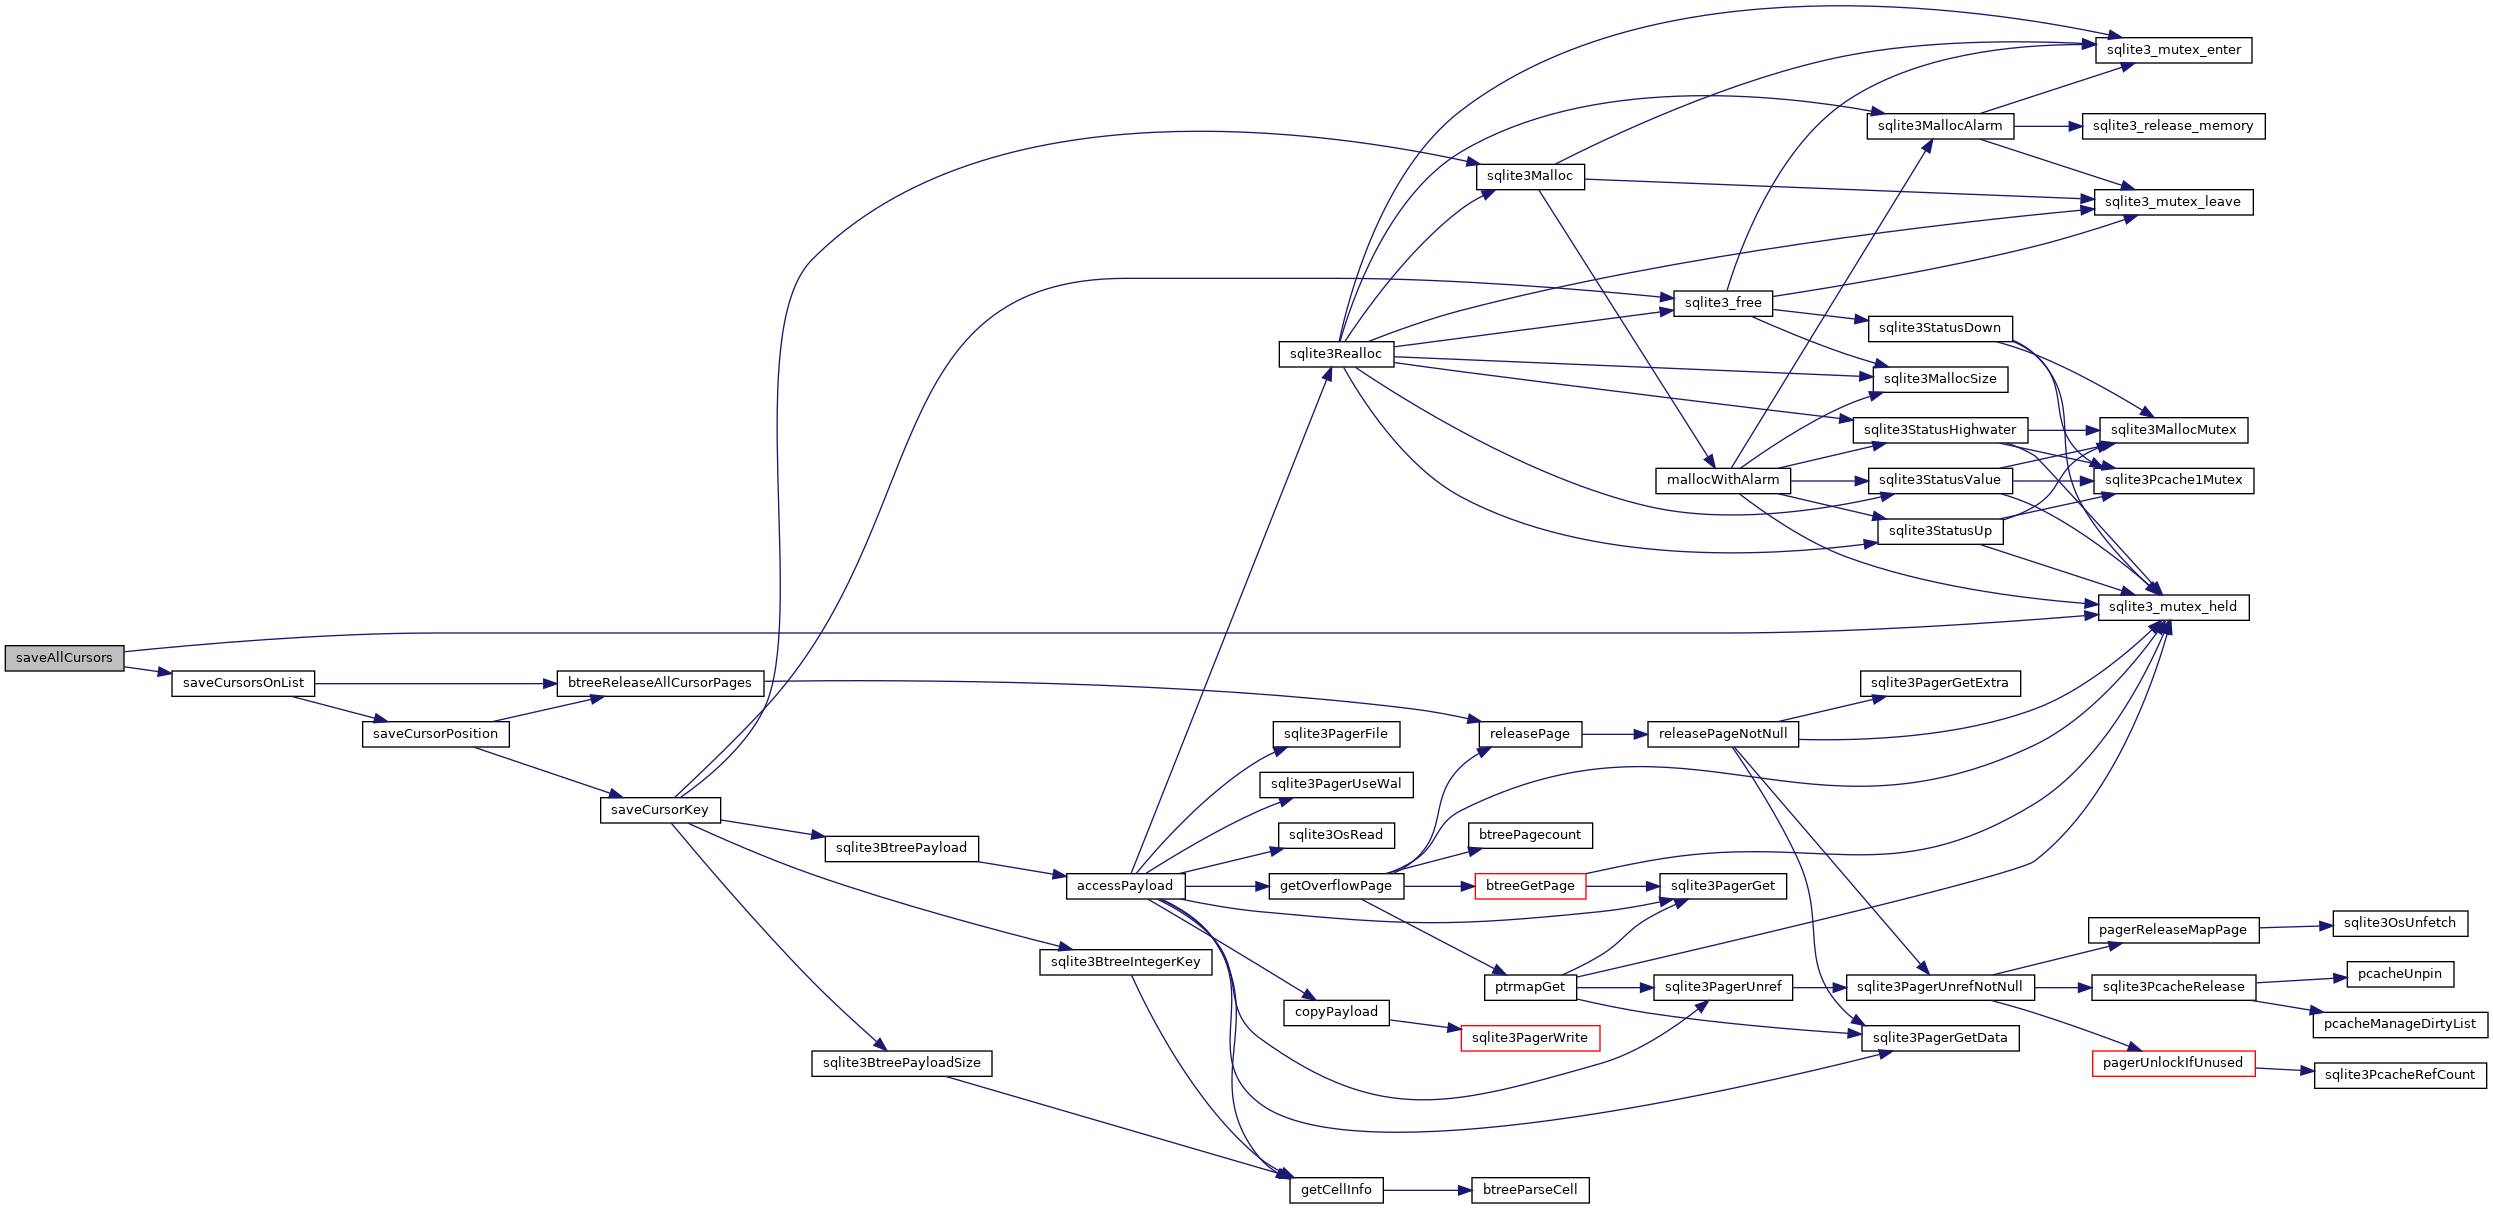 saveAllCursors
saveCursorsOnList
saveCursorPosition
btreeReleaseAllCursorPages
saveCursorKey
sqlite3BtreePayload
sqlite3BtreePayloadSize
sqlite3BtreeIntegerKey
accessPayload
sqlite3Realloc
sqlite3PagerFile
sqlite3PagerUseWal
sqlite3OsRead
getOverflowPage
copyPayload
getCellInfo
sqlite3Malloc
releasePage
btreePagecount
btreeGetPage
ptrmapGet
sqlite3PagerWrite
btreeParseCell
sqlite3_free
mallocWithAlarm
releasePageNotNull
sqlite3PagerGet
sqlite3PagerUnref
sqlite3MallocAlarm
sqlite3StatusDown
sqlite3MallocSize
sqlite3StatusHighwater
sqlite3StatusValue
sqlite3StatusUp
sqlite3PagerGetExtra
sqlite3PagerUnrefNotNull
sqlite3PagerGetData
sqlite3_mutex_enter
sqlite3_release_memory
sqlite3_mutex_leave
sqlite3MallocMutex
sqlite3Pcache1Mutex
sqlite3_mutex_held
pagerReleaseMapPage
sqlite3PcacheRelease
pagerUnlockIfUnused
sqlite3OsUnfetch
pcacheUnpin
pcacheManageDirtyList
sqlite3PcacheRefCount